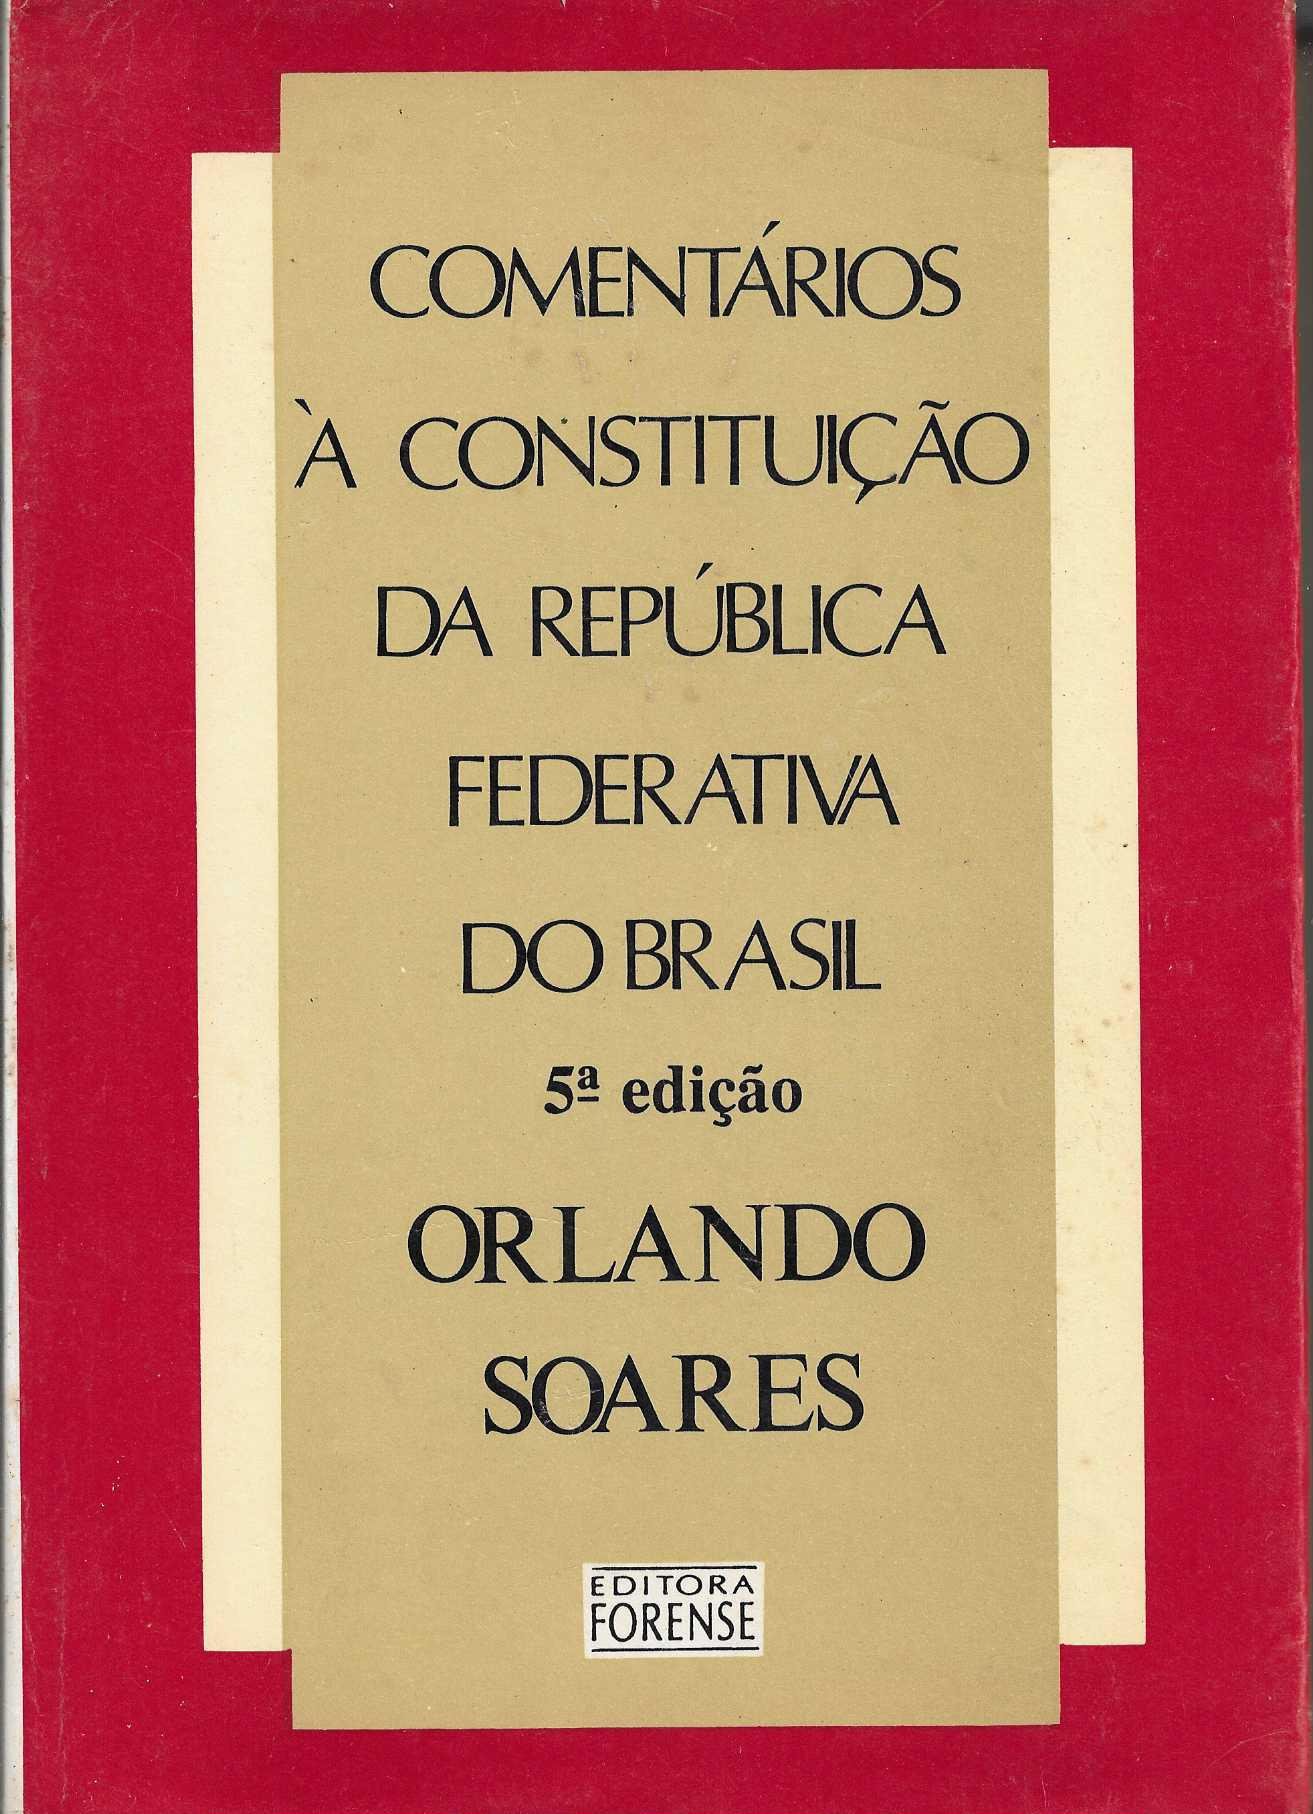 COMENTÁRIOS
À CONSTITUIÇÃO
DA REPÚBLICA
FEDERATIVA
DO BRASIL
5ª edição
ORLANDO
SOARES
EDITORA
FORENSE